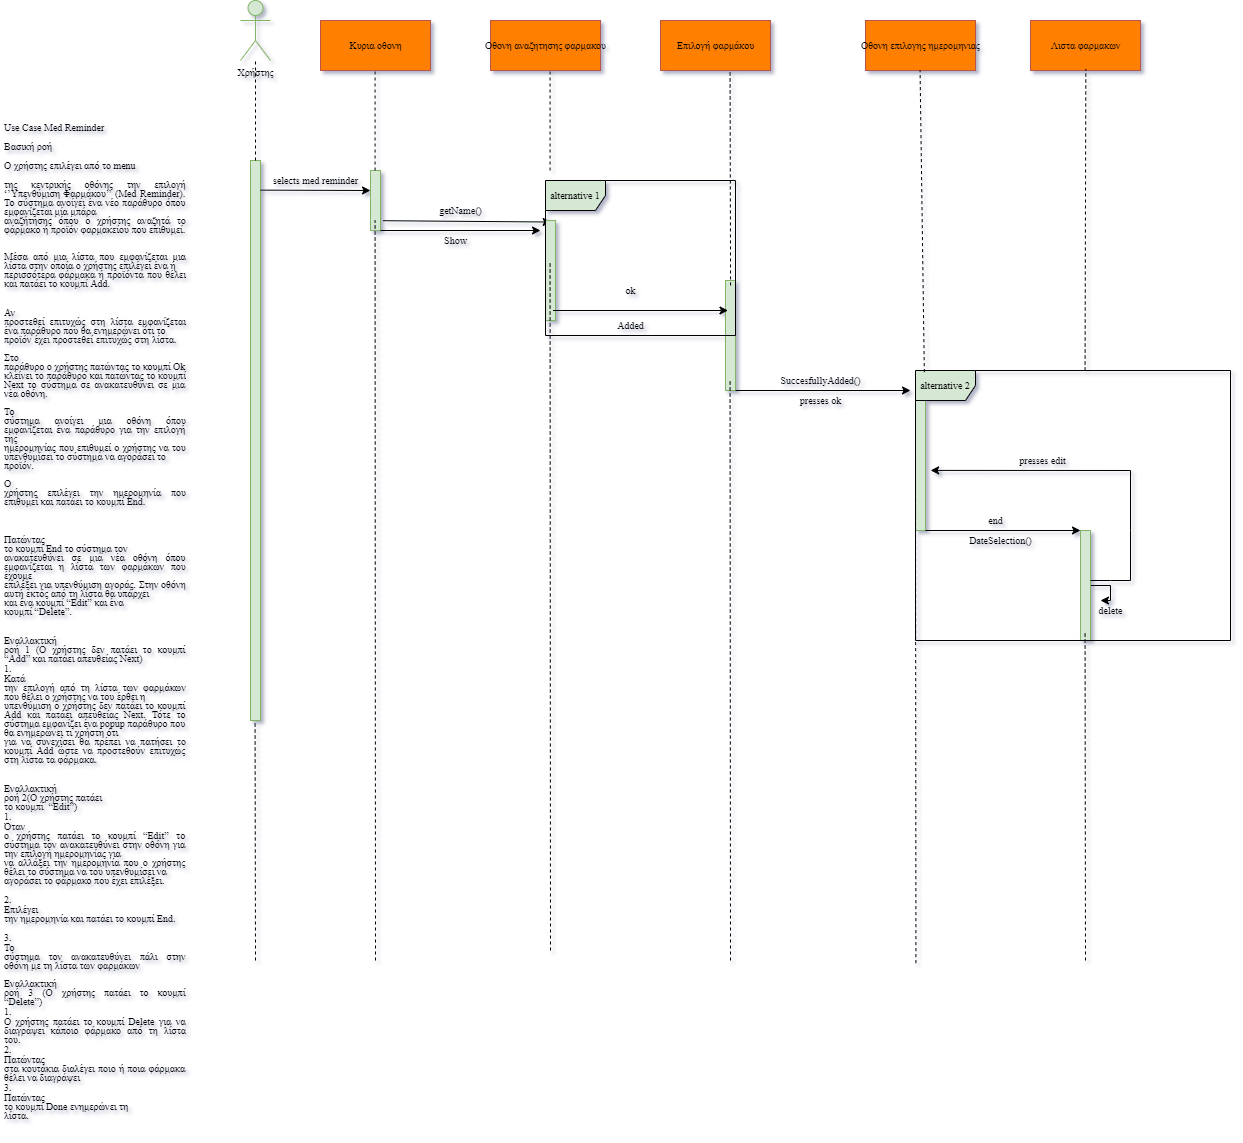 Χρήστης
Κυρια οθονη
Οθονη αναζητησης φαρμακου
Επιλογή φαρμάκου
Οθονη επιλογης ημερομηνιας
Λιστα φαρμακων
Use Case Med Reminder
Βασική ροή
Ο χρήστης επιλέγει από το menu
της κεντρικής οθόνης την επιλογή
‘’Υπενθύμιση Φαρμάκου’’ (Med Reminder).
Το σύστημα ανοίγει ένα νέο παράθυρο όπου
εμφανίζεται μία μπάρα
αναζήτησης όπου ο χρήστης αναζητά το
φάρμακο ή προϊόν φαρμακείου που επιθυμεί.
Μέσα από μια λίστα που εμφανίζεται μια
λίστα στην οποία ο χρήστης επιλέγει ένα ή
περισσότερα φάρμακα ή προϊόντα που θέλει
και πατάει το κουμπί Add.
Αν
προστεθεί επιτυχώς στη λίστα εμφανίζεται
ένα παράθυρο που θα ενημερώνει ότι το
προϊόν έχει προστεθεί επιτυχώς στη λίστα.
Στο
παράθυρο ο χρήστης πατώντας το κουμπί Ok
κλείνει το παράθυρο και πατώντας το κουμπί
Next το σύστημα σε ανακατευθύνει σε μια
νέα οθόνη.
Το
σύστημα ανοίγει μια οθόνη όπου
εμφανίζεται ένα παράθυρο για την επιλογή
της
ημερομηνίας που επιθυμεί ο χρήστης να του
υπενθυμίσει το σύστημα να αγοράσει το
προϊόν.
Ο
χρήστης επιλέγει την ημερομηνία που
επιθυμεί και πατάει το κουμπί End.
Πατώντας
το κουμπί End το σύστημα τον
ανακατευθύνει σε μια νέα οθόνη όπου
εμφανίζεται η λίστα των φαρμάκων που
έχουμε
επιλέξει για υπενθύμιση αγοράς. Στην οθόνη
αυτή εκτός από τη λίστα θα υπάρχει
και ένα κουμπί “Edit” και ένα
κουμπί “Delete”.
Εναλλακτική
ροή 1 (Ο χρήστης δεν πατάει το κουμπί
“Add” και πατάει απευθείας Next)
1.
Κατά
την επιλογή από τη λίστα των φαρμάκων
που θέλει ο χρήστης να του έρθει η
υπενθύμιση ο χρήστης δεν πατάει το κουμπί
Add και πατάει απευθείας Next. Τότε το
σύστημα εμφανίζει ένα popup παράθυρο που
θα ενημερώνει τι χρήστη ότι
για να συνεχίσει θα πρέπει να πατήσει το
κουμπί Add ώστε να προστεθούν επιτυχώς
στη λίστα τα φάρμακα.
Εναλλακτική
ροή 2(Ο χρήστης πατάει
το κουμπί “Edit”)
1.
Όταν
ο χρήστης πατάει το κουμπί “Edit” το
σύστημα τον ανακατευθύνει στην οθόνη για
την επιλογή ημερομηνίας για
να αλλάξει την ημερομηνία που ο χρήστης
θέλει το σύστημα να του υπενθυμίσει να
αγοράσει το φάρμακο που έχει επιλέξει.
2.
Επιλέγει
την ημερομηνία και πατάει το κουμπί End.
3.
Το
σύστημα τον ανακατευθύνει πάλι στην
οθόνη με τη λίστα των φαρμάκων
Εναλλακτική
ροή 3 (Ο χρήστης πατάει το κουμπί
“Delete”)
1.
Ο χρήστης πατάει το κουμπί Delete για να
διαγράψει κάποιο φάρμακο από τη λίστα
του.
2.
Πατώντας
στα κουτάκια διαλέγει ποιο ή ποια φάρμακα
θέλει να διαγράψει
3.
Πατώντας
το κουμπί Done ενημερώνει τη
λίστα.
selects med reminder
getName()
Show
alternative 1
ok
Added
SuccesfullyAdded()
presses ok
alternative 2
presses edit
end
DateSelection()
delete